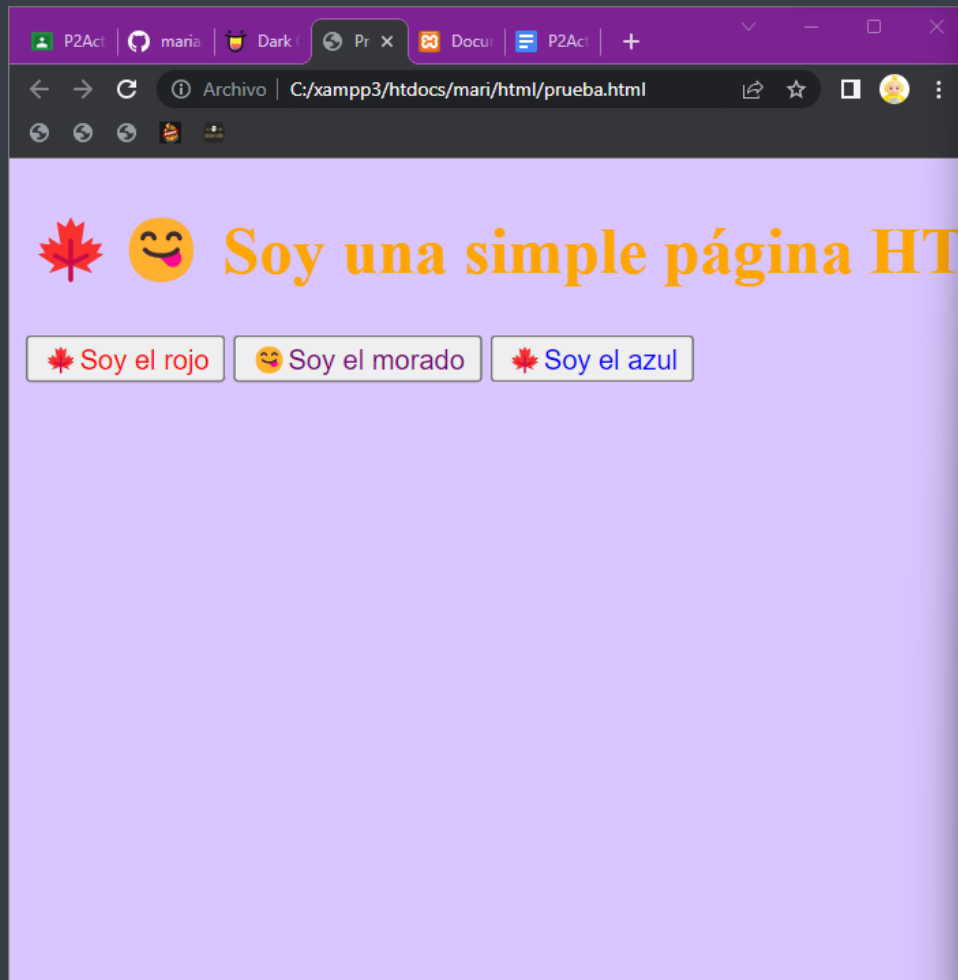 P2Act maria Dark Pr Docu P2Act
Archivo C:/xampp3/htdocs/mari/html/prueba.html
🍁 😋 Soy una simple página HT
🍁Soy el rojo 😋Soy el morado 🍁Soy el azul